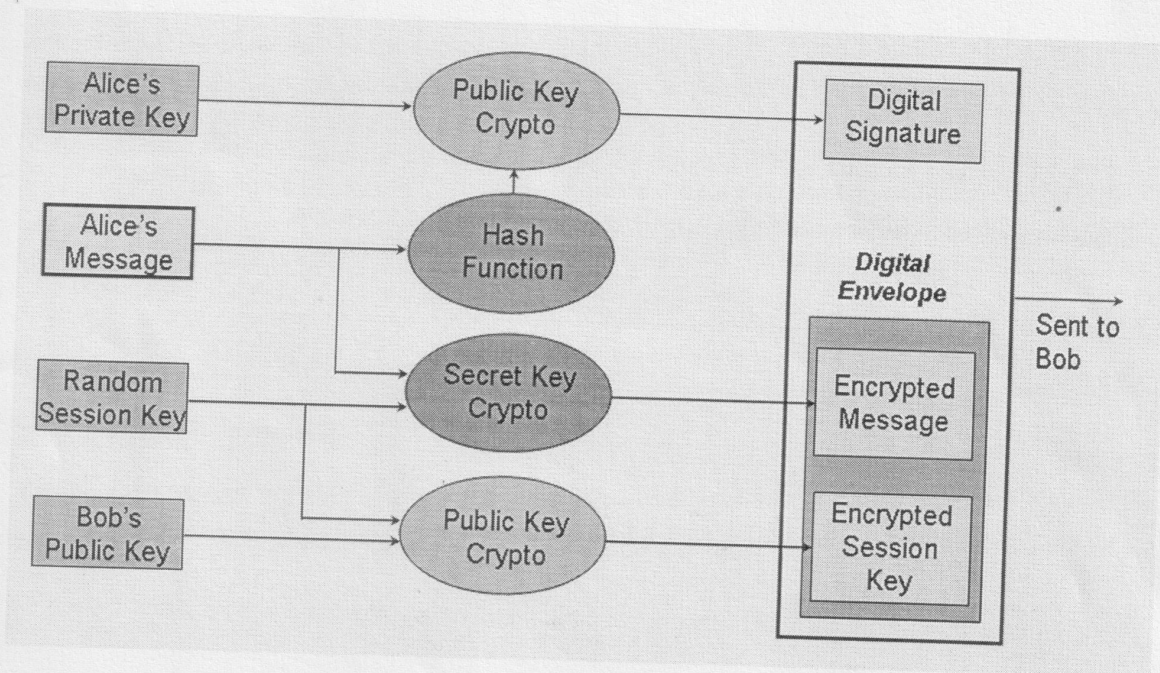 Alice's
Private Key
Public Key
Crypto
Digital
Signature
Alice's
Message
Hash
Function
Digital
Envelope
Sent to
Bob
Random
Session Key
Secret Key
Crypto
Encrypted
Message
Bob's
Public Key
Public Key
Crypto
Encrypted
Session
Key